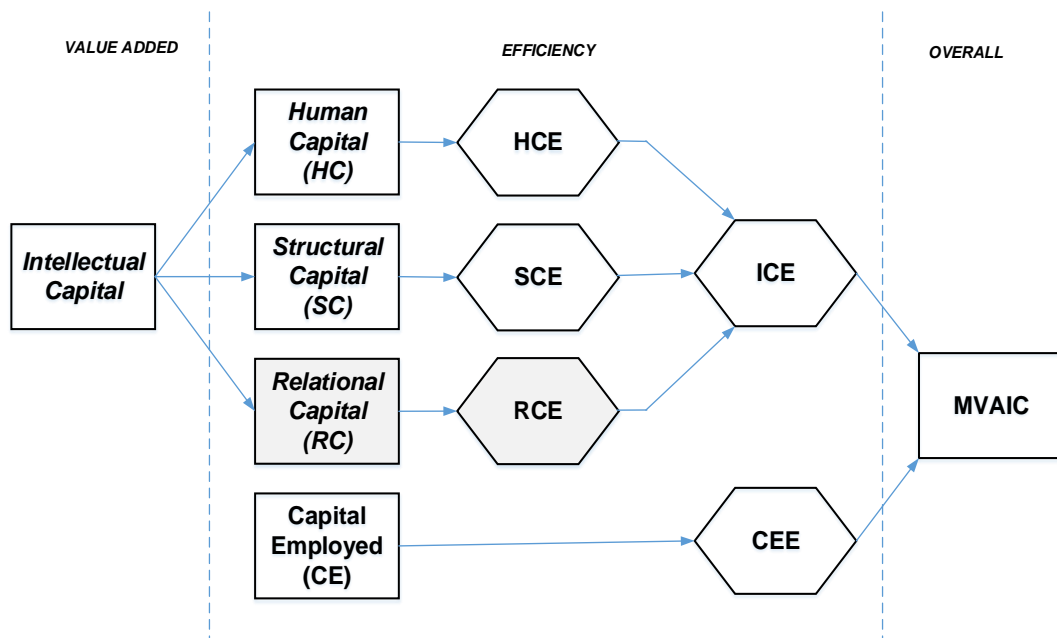 VALUE ADDED
EFFICIENCY
OVERALL
Human
Capital
(HC)
HCE
Structural
Capital
(SC)
SCE
ICE
Intellectual
Capital
Relational
Capital
(RC)
RCE
MVAIC
Capital
Employed
(CE)
CEE